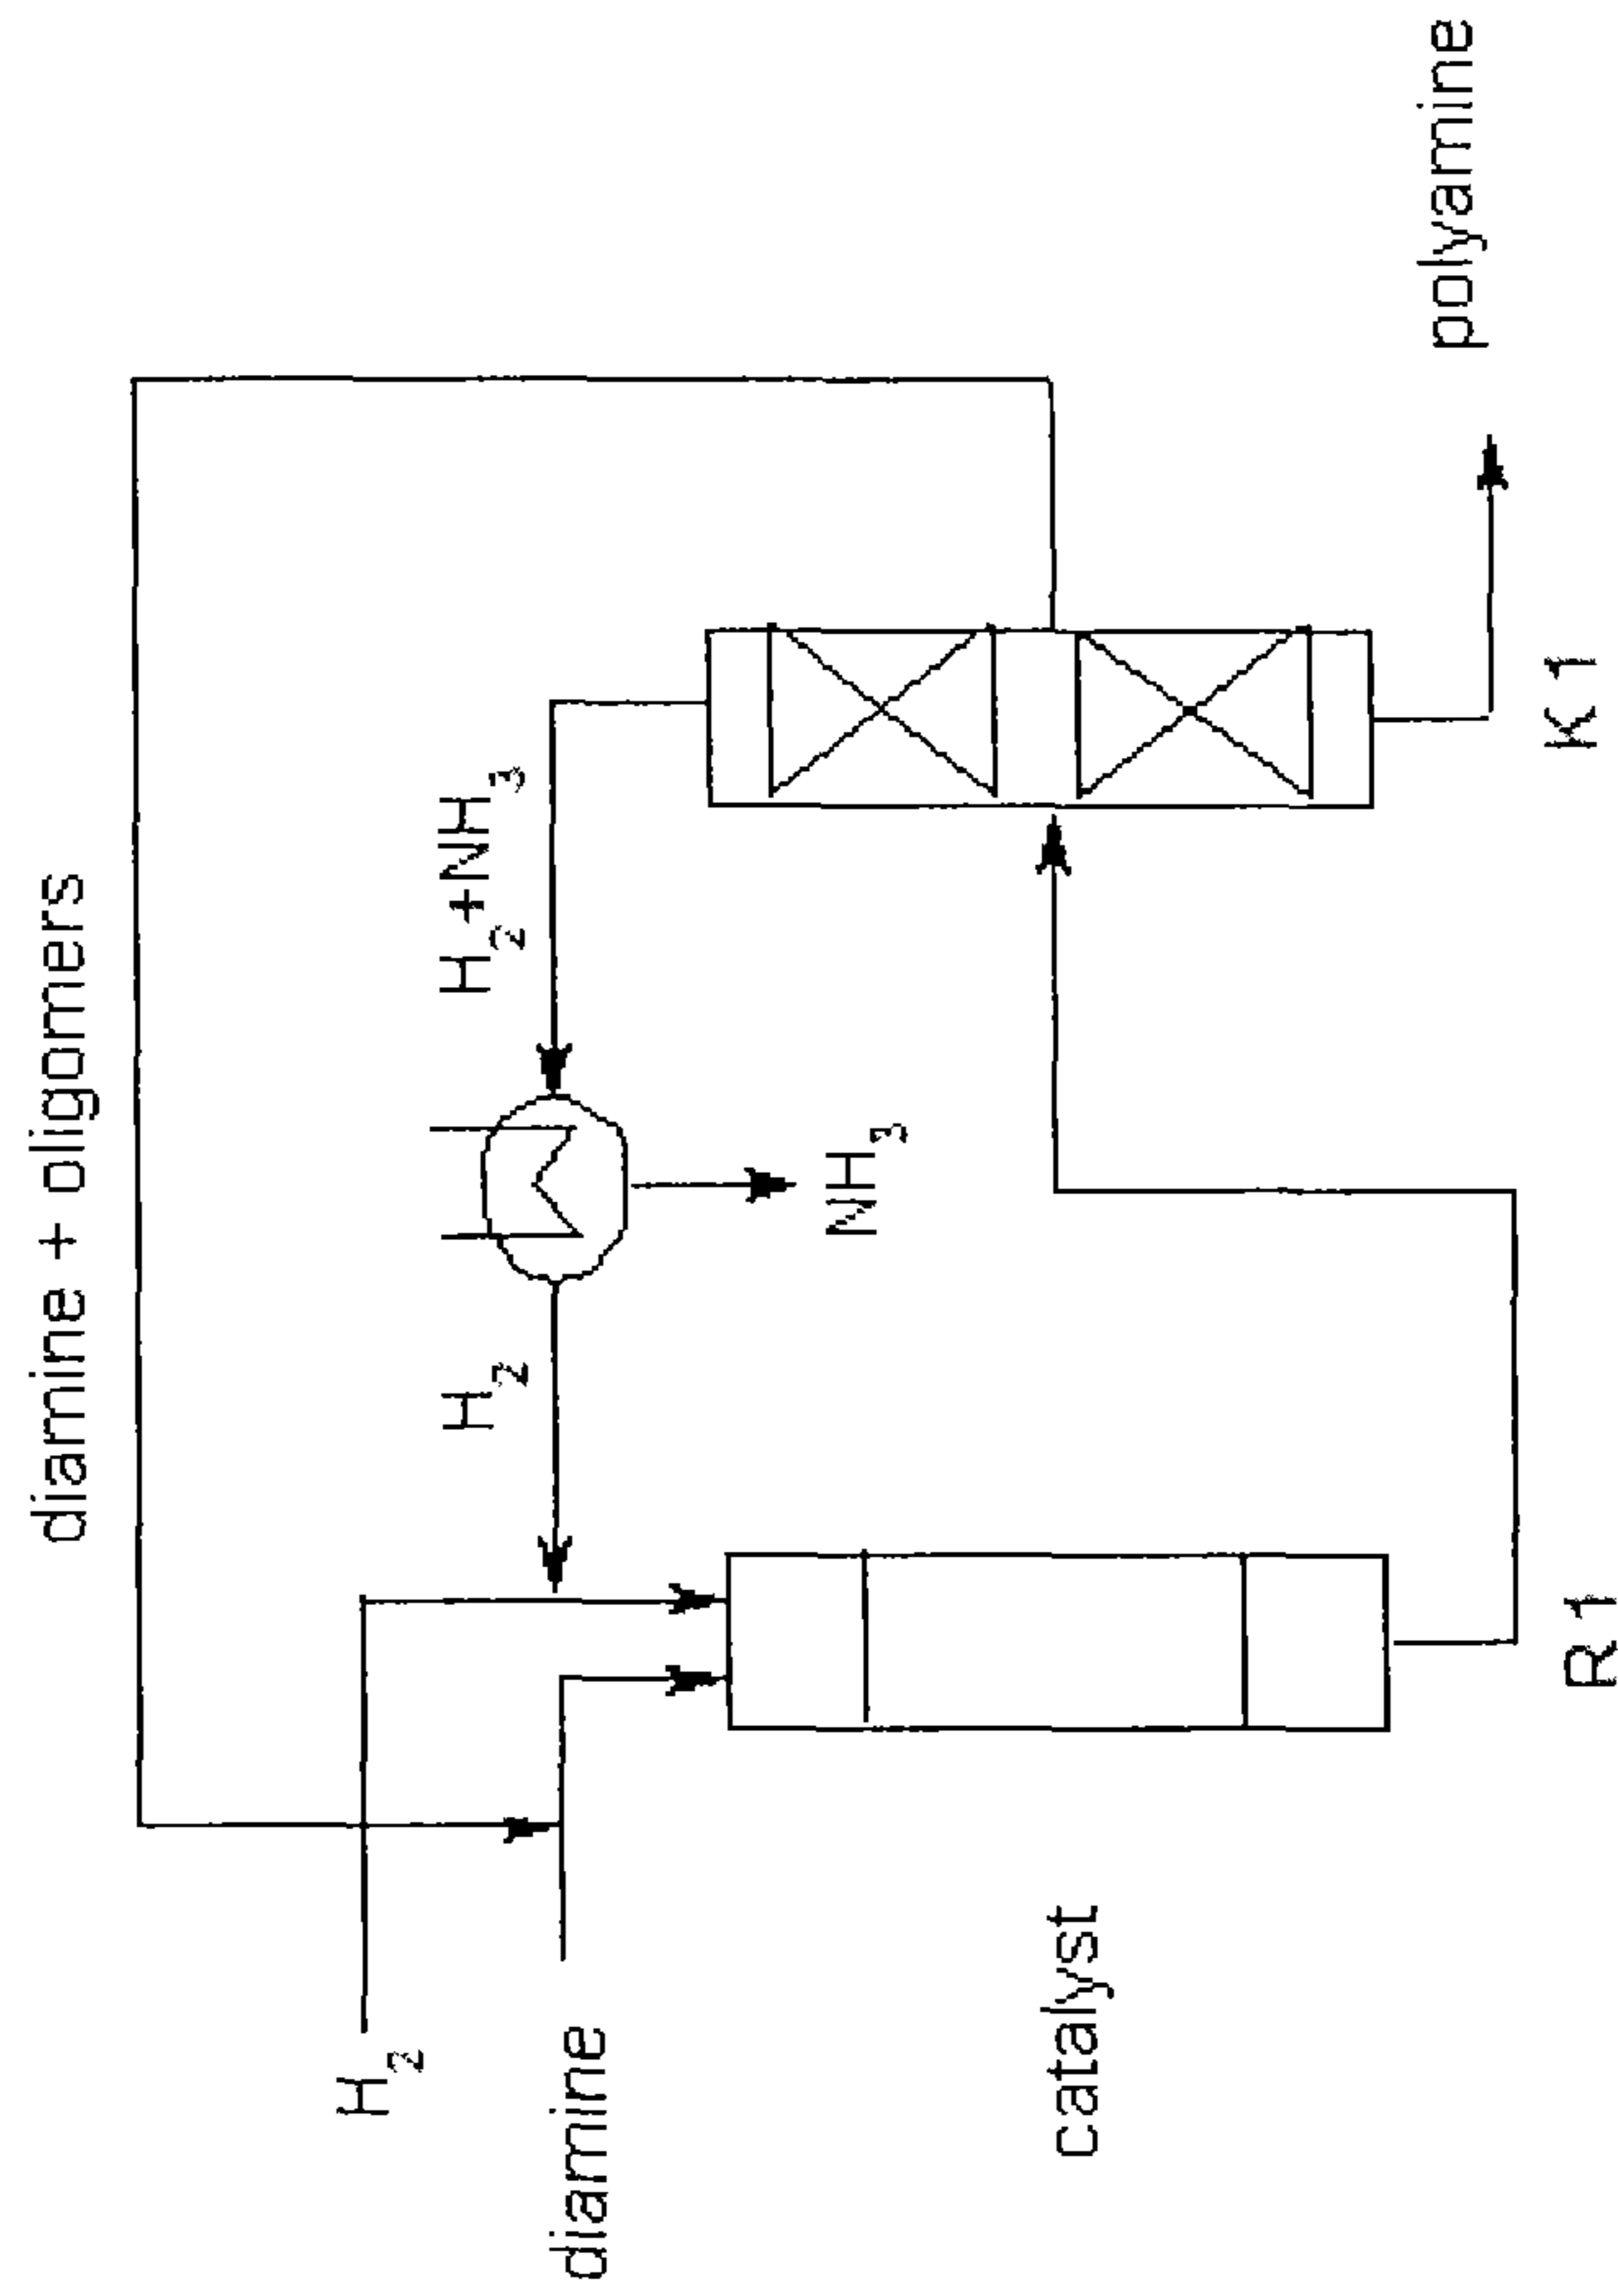 diamine + oligomers
H₂
H₂
H₂+NH₃
diamine
NH₃
catalyst
polyamine
R 1
K 1